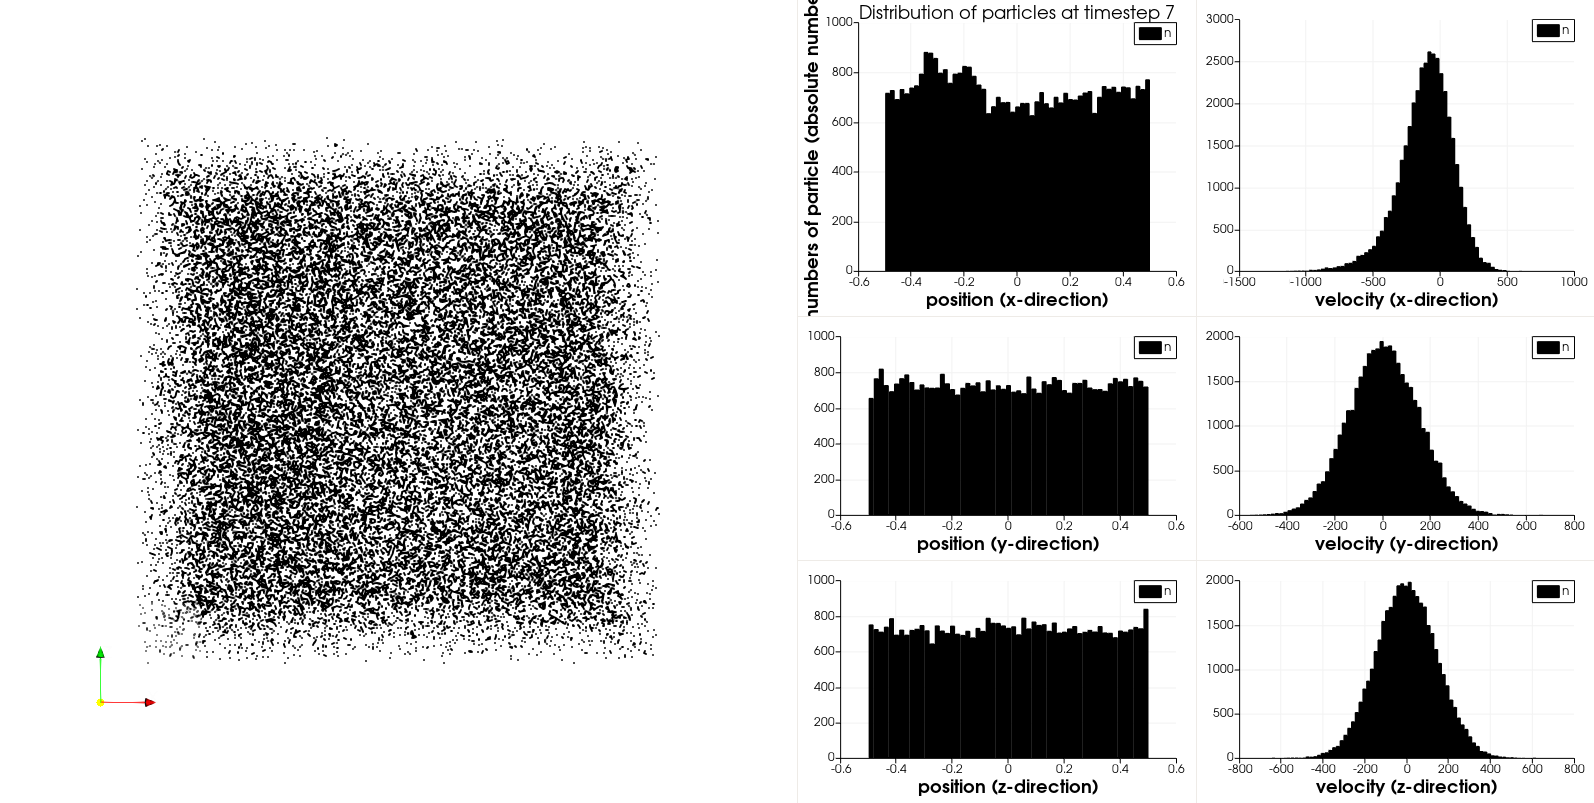 Distribution of particles at timestep 7
numbers of particle (absolute
1000
800
600
400
200
0
n
-0.6 -0.4 -0.2 0 0.2 0.4 0.6
position (x-direction)
3000
2500
2000
1500
1000
500
0
n
-1500 -1000 -500 0 500 1000
velocity (x-direction)
1000
800
600
400
200
0
n
-0.6 -0.4 -0.2 0 0.2 0.4 0.6
position (y-direction)
2000
1500
1000
500
0
n
-600 -400 -200 0 200 400 600 800
velocity (y-direction)
1000
800
600
400
200
0
n
-0.6 -0.4 -0.2 0 0.2 0.4 0.6
position (z-direction)
2000
1500
1000
500
0
n
-800 -600 -400 -200 0 200 400 600 800
velocity (z-direction)